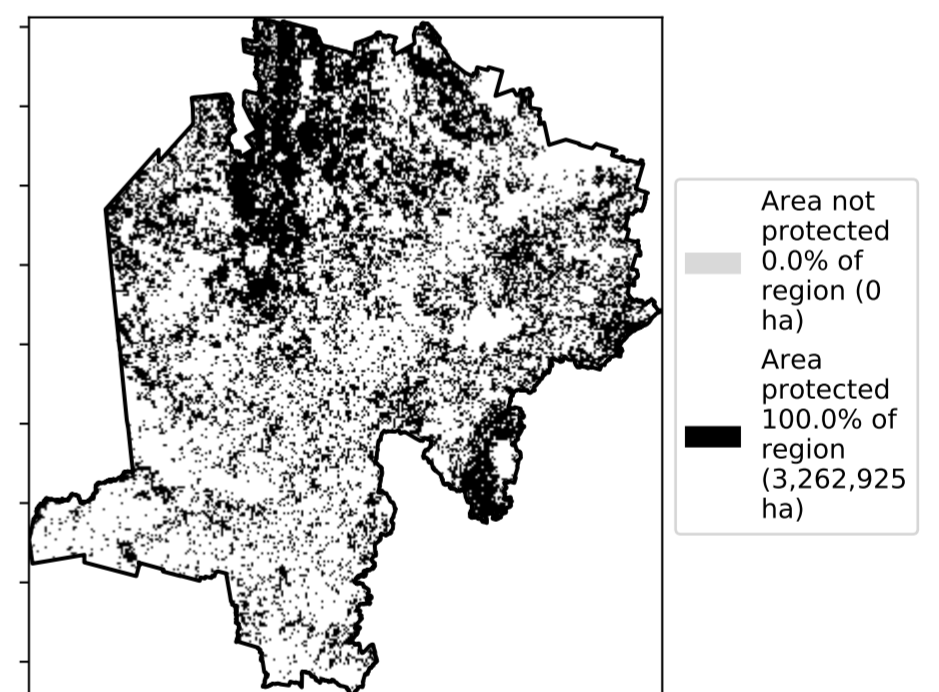 Area not
protected
0.0% of
region (0
ha)
Area
protected
100.0% of
region
(3,262,925
ha)